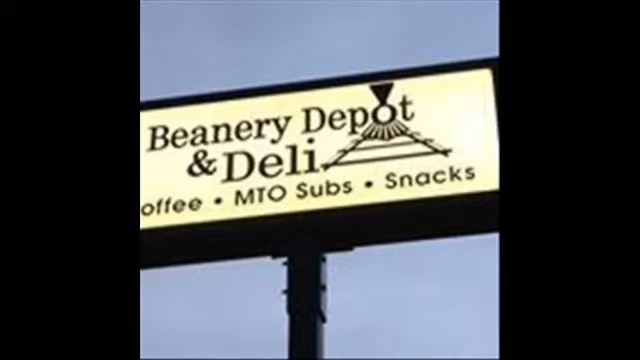 Beanery Depot
& Deli
offee • MTO Subs • Snacks